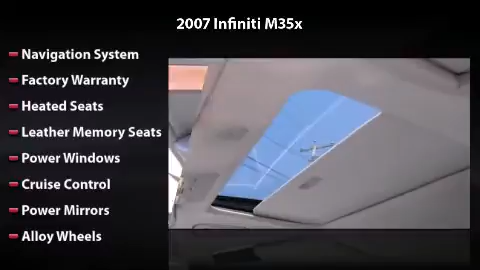 2007 Infiniti M35x
Navigation System
Factory Warranty
Heated Seats
Leather Memory Seats
Power Windows
Cruise Control
Power Mirrors
Alloy Wheels